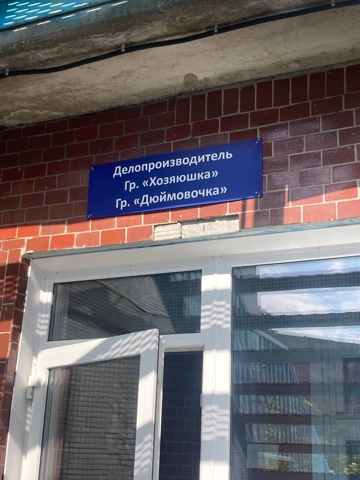 Делопроизводитель
Гр. «Хозяюшка»
Гр. «Дюймовочка»